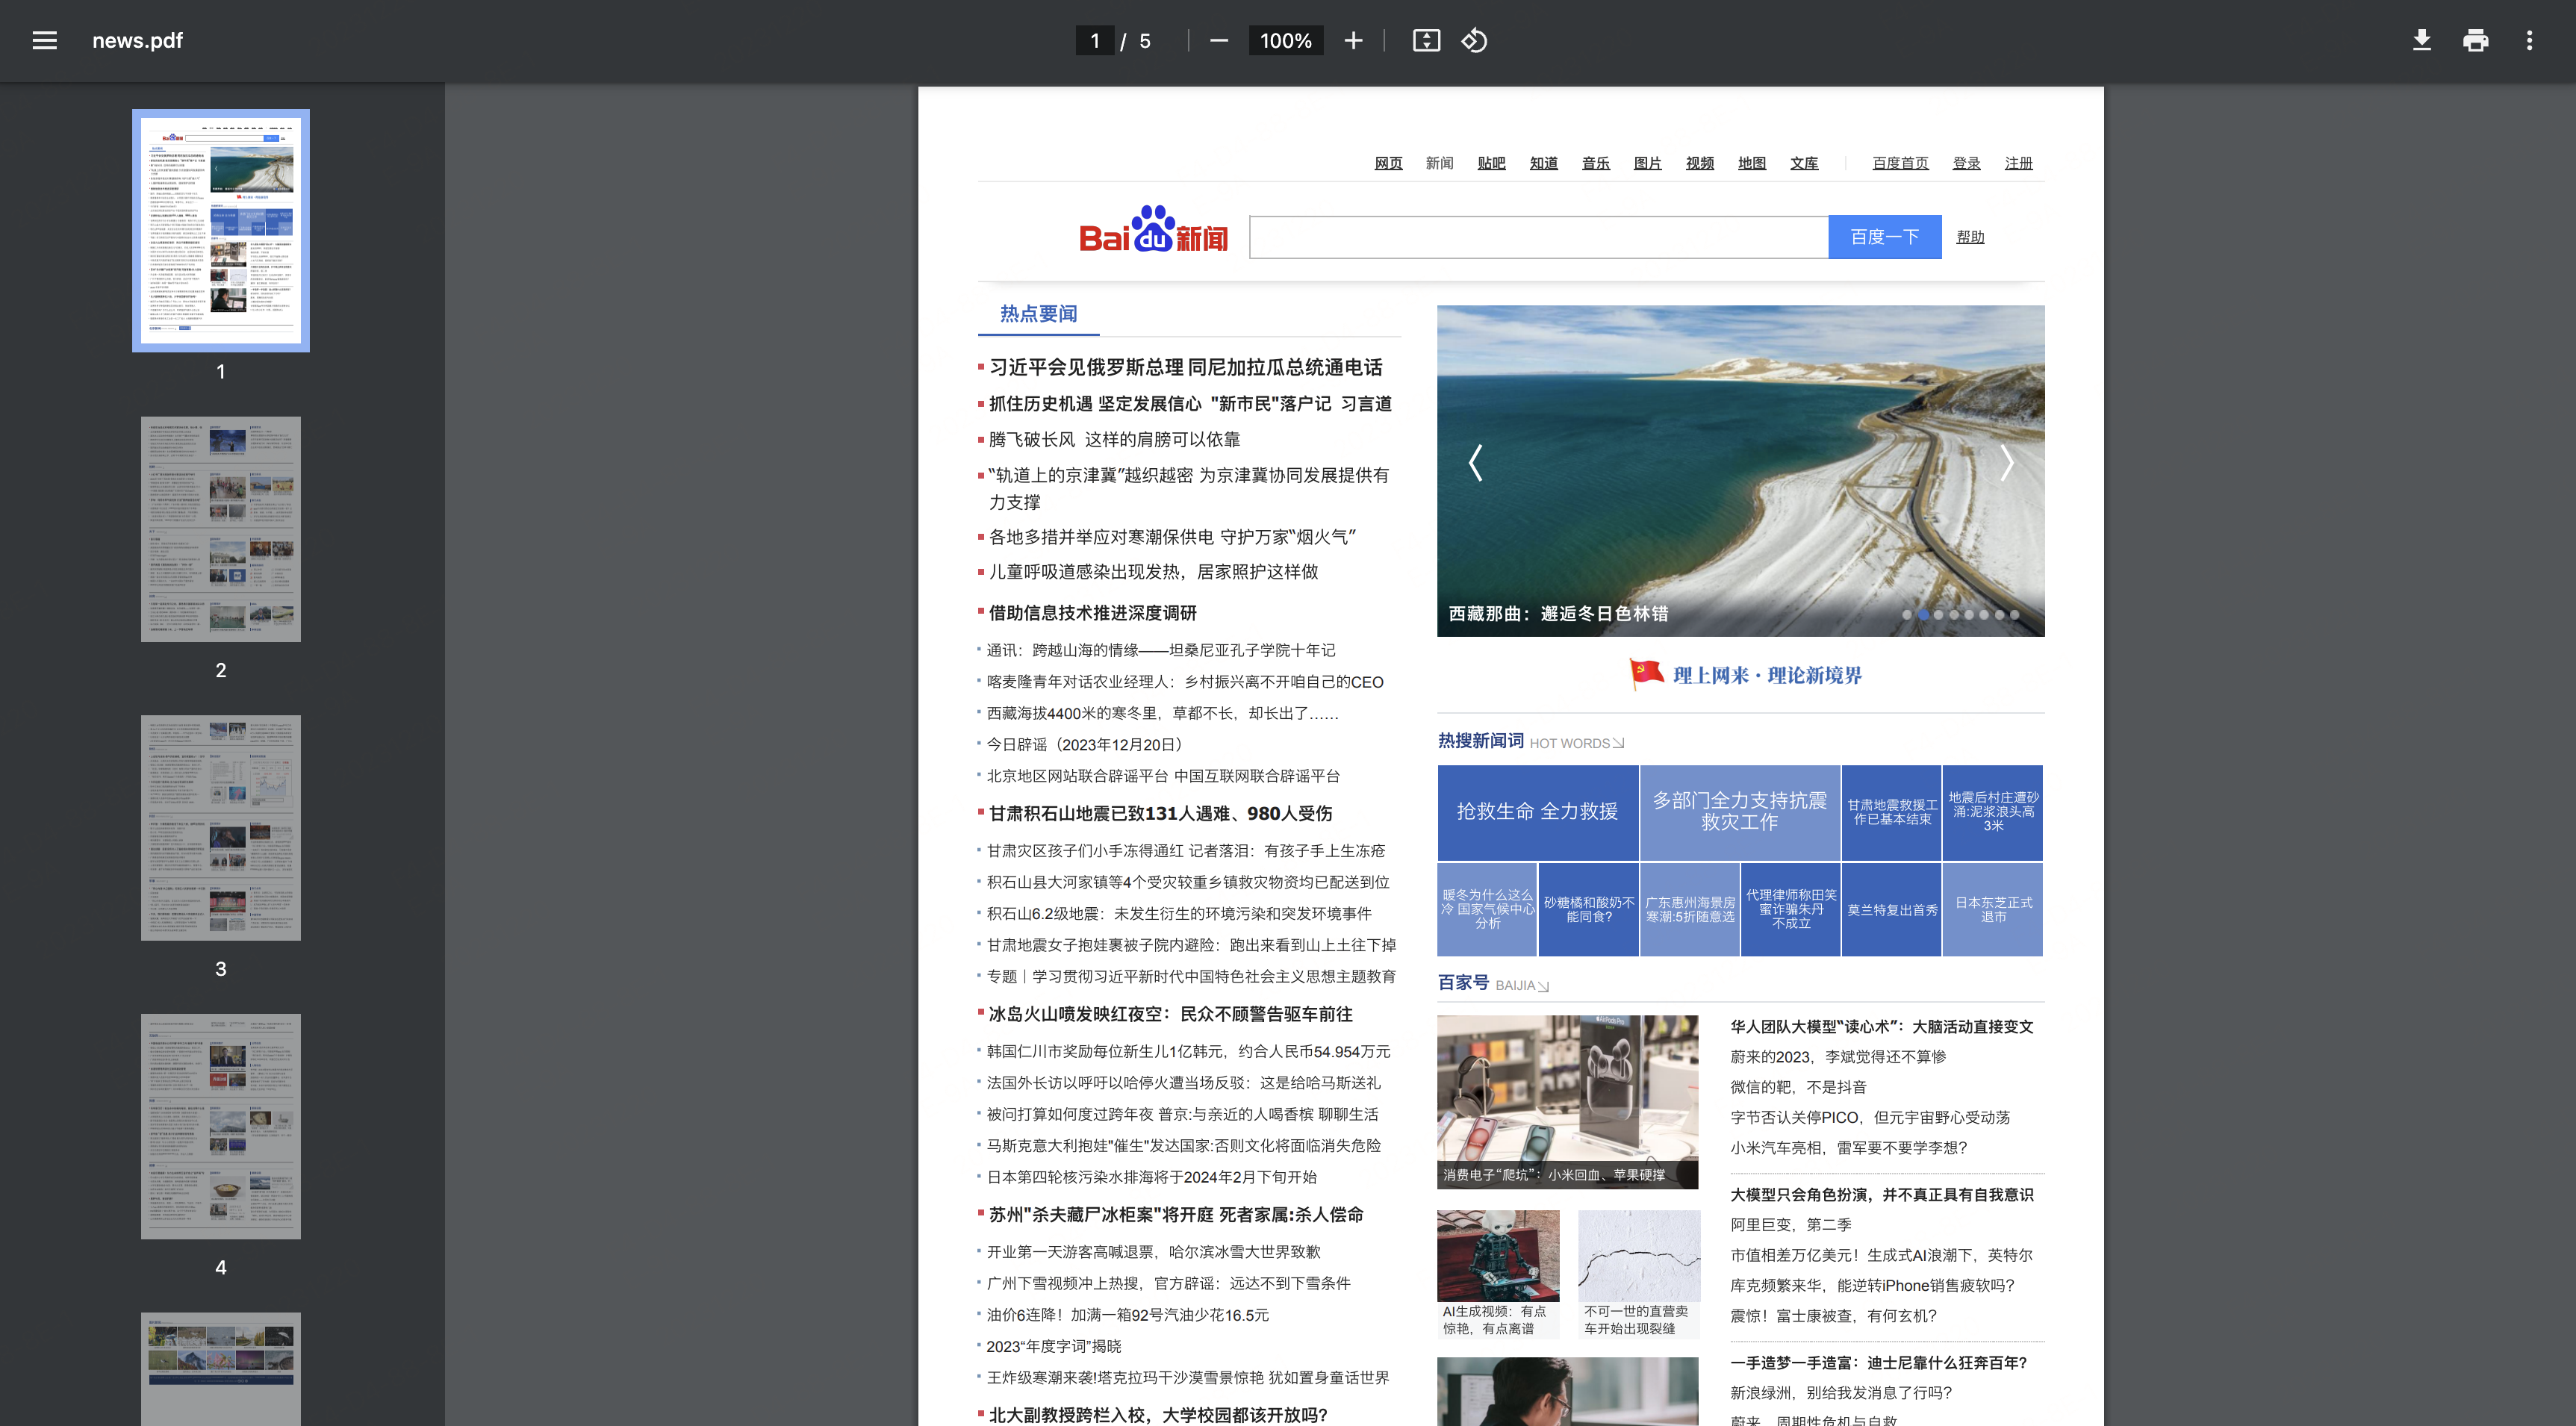 news.pdf
1 / 5
100%
1
2
3
4
网页 新闻 贴吧 知道 音乐 图片 视频 地图 文库 百度首页 登录 注册
Bai du 新闻
百度一下
帮助
热点要闻
习近平会见俄罗斯总理 同尼加拉瓜总统通电话
抓住历史机遇 坚定发展信心 "新市民"落户记 习言道
腾飞破长风 这样的肩膀可以依靠
“轨道上的京津冀”越织越密 为京津冀协同发展提供有
力支撑
各地多措并举应对寒潮保供电 守护万家“烟火气”
儿童呼吸道感染出现发热，居家照护这样做
借助信息技术推进深度调研
通讯：跨越山海的情缘——坦桑尼亚孔子学院十年记
喀麦隆青年对话农业经理人：乡村振兴离不开咱自己的CEO
西藏海拔4400米的寒冬里，草都不长，却长出了……
今日辟谣（2023年12月20日）
北京地区网站联合辟谣平台 中国互联网联合辟谣平台
甘肃积石山地震已致131人遇难、980人受伤
甘肃灾区孩子们小手冻得通红 记者落泪：有孩子手上生冻疮
积石山县大河家镇等4个受灾较重乡镇救灾物资均已配送到位
积石山6.2级地震：未发生衍生的环境污染和突发环境事件
甘肃地震女子抱娃裹被子院内避险：跑出来看到山上土往下掉
专题｜学习贯彻习近平新时代中国特色社会主义思想主题教育
冰岛火山喷发映红夜空：民众不顾警告驱车前往
韩国仁川市奖励每位新生儿1亿韩元，约合人民币54.954万元
法国外长访以呼吁以哈停火遭当场反驳：这是给哈马斯送礼
被问打算如何度过跨年夜 普京:与亲近的人喝香槟 聊聊生活
马斯克意大利抱娃"催生"发达国家:否则文化将面临消失危险
日本第四轮核污染水排海将于2024年2月下旬开始
苏州"杀夫藏尸冰柜案"将开庭 死者家属:杀人偿命
开业第一天游客高喊退票，哈尔滨冰雪大世界致歉
广州下雪视频冲上热搜，官方辟谣：远达不到下雪条件
油价6连降！加满一箱92号汽油少花16.5元
2023“年度字词”揭晓
王炸级寒潮来袭!塔克拉玛干沙漠雪景惊艳 犹如置身童话世界
北大副教授跨栏入校，大学校园都该开放吗?
西藏那曲：邂逅冬日色林错
理上网来·理论新境界
热搜新闻词 HOT WORDS
抢救生命 全力救援
多部门全力支持抗震
救灾工作
甘肃地震救援工
作已基本结束
地震后村庄遭砂
涌:泥浆浪头高
3米
暖冬为什么这么
冷 国家气候中心
分析
砂糖橘和酸奶不
能同食?
广东惠州海景房
寒潮:5折随意选
代理律师称田笑
蜜诈骗朱丹
不成立
莫兰特复出首秀
日本东芝正式
退市
百家号 BAIJIA
消费电子“爬坑”：小米回血、苹果硬撑
AI生成视频：有点
惊艳，有点离谱
不可一世的直营卖
车开始出现裂缝
华人团队大模型“读心术”：大脑活动直接变文
蔚来的2023，李斌觉得还不算惨
微信的靶，不是抖音
字节否认关停PICO，但元宇宙野心受动荡
小米汽车亮相，雷军要不要学李想?
大模型只会角色扮演，并不真正具有自我意识
阿里巨变，第二季
市值相差万亿美元！生成式AI浪潮下，英特尔
库克频繁来华，能逆转iPhone销售疲软吗?
震惊！富士康被查，有何玄机?
一手造梦一手造富：迪士尼靠什么狂奔百年?
新浪绿洲，别给我发消息了行吗?
蔚来，周期性危机与自救